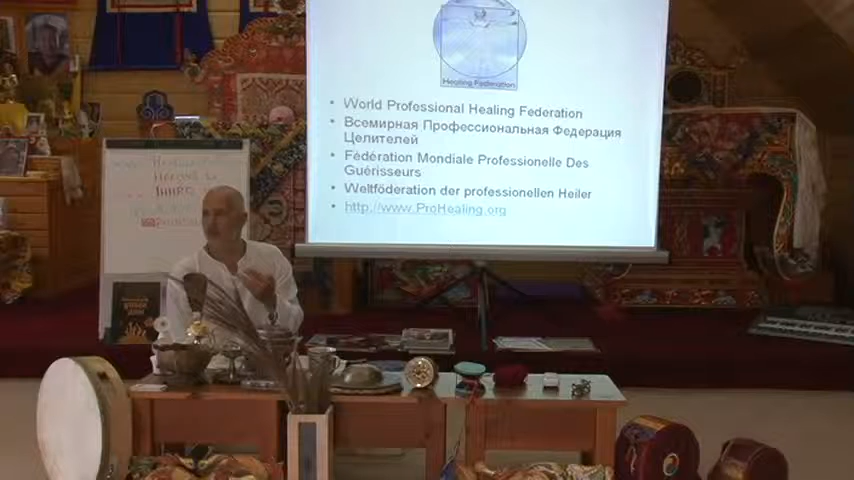 Healing Federation
• World Professional Healing Federation
• Всемирная Профессиональная Федерация
Целителей
• Fédération Mondiale Professionelle Des
Guérisseurs
• Weltföderation der professionellen Heiler
• http://www.ProHealing.org